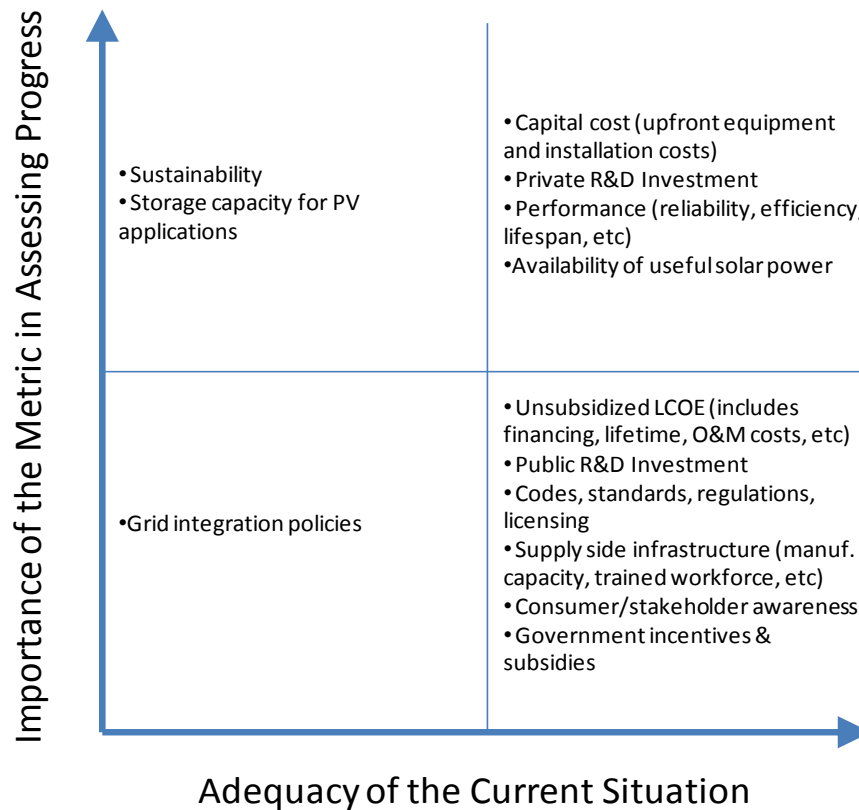 Importance of the Metric in Assessing Progress
•Sustainability
•Storage capacity for PV
applications
•Capital cost (upfront equipment
and installation costs)
•Private R&D Investment
•Performance (reliability, efficiency,
lifespan, etc)
•Availability of useful solar power
•Grid integration policies
•Unsubsidized LCOE (includes
financing, lifetime, O&M costs, etc)
•Public R&D Investment
•Codes, standards, regulations,
licensing
•Supply side infrastructure (manuf.
capacity, trained workforce, etc)
•Consumer/stakeholder awareness
•Government incentives &
subsidies
Adequacy of the Current Situation